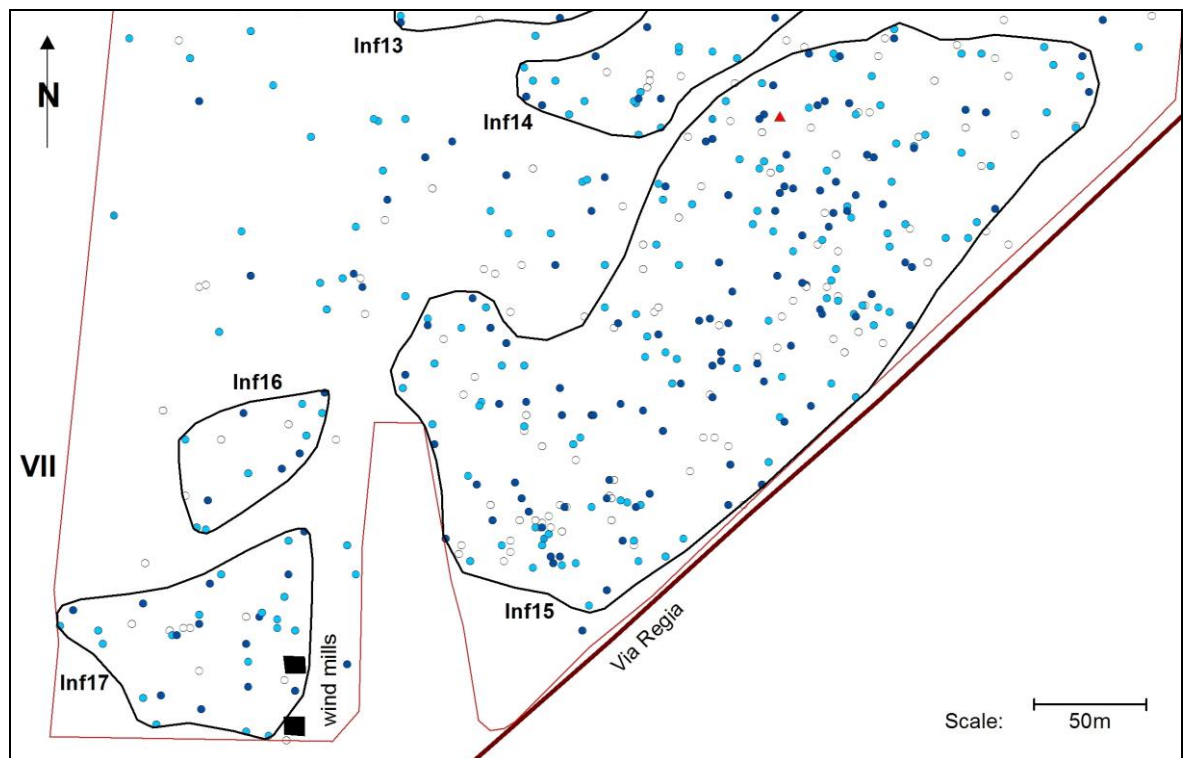 Inf13
N
Inf14
Inf16
VII
Inf15
Via Regia
wind mills
Inf17
Scale:
50m